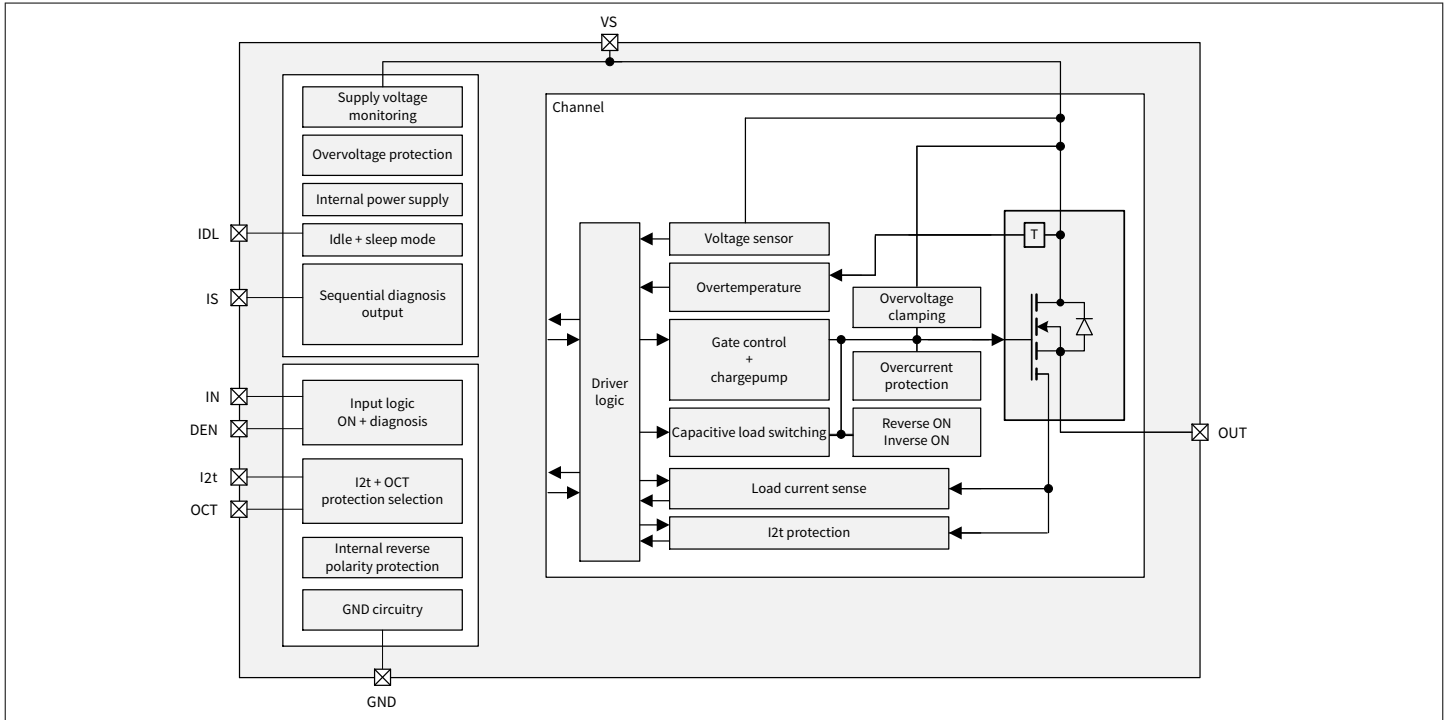 VS
Supply voltage
monitoring
Overvoltage protection
Internal power supply
IDL
Idle + sleep mode
IS
Sequential diagnosis
output
IN
DEN
Input logic
ON + diagnosis
I2t
OCT
I2t + OCT
protection selection
Internal reverse
polarity protection
GND circuitry
GND
Channel
Driver
logic
Voltage sensor
Overtemperature
Gate control
+
chargepump
Capacitive load switching
Load current sense
I2t protection
Overvoltage
clamping
Overcurrent
protection
Reverse ON
Inverse ON
T
OUT